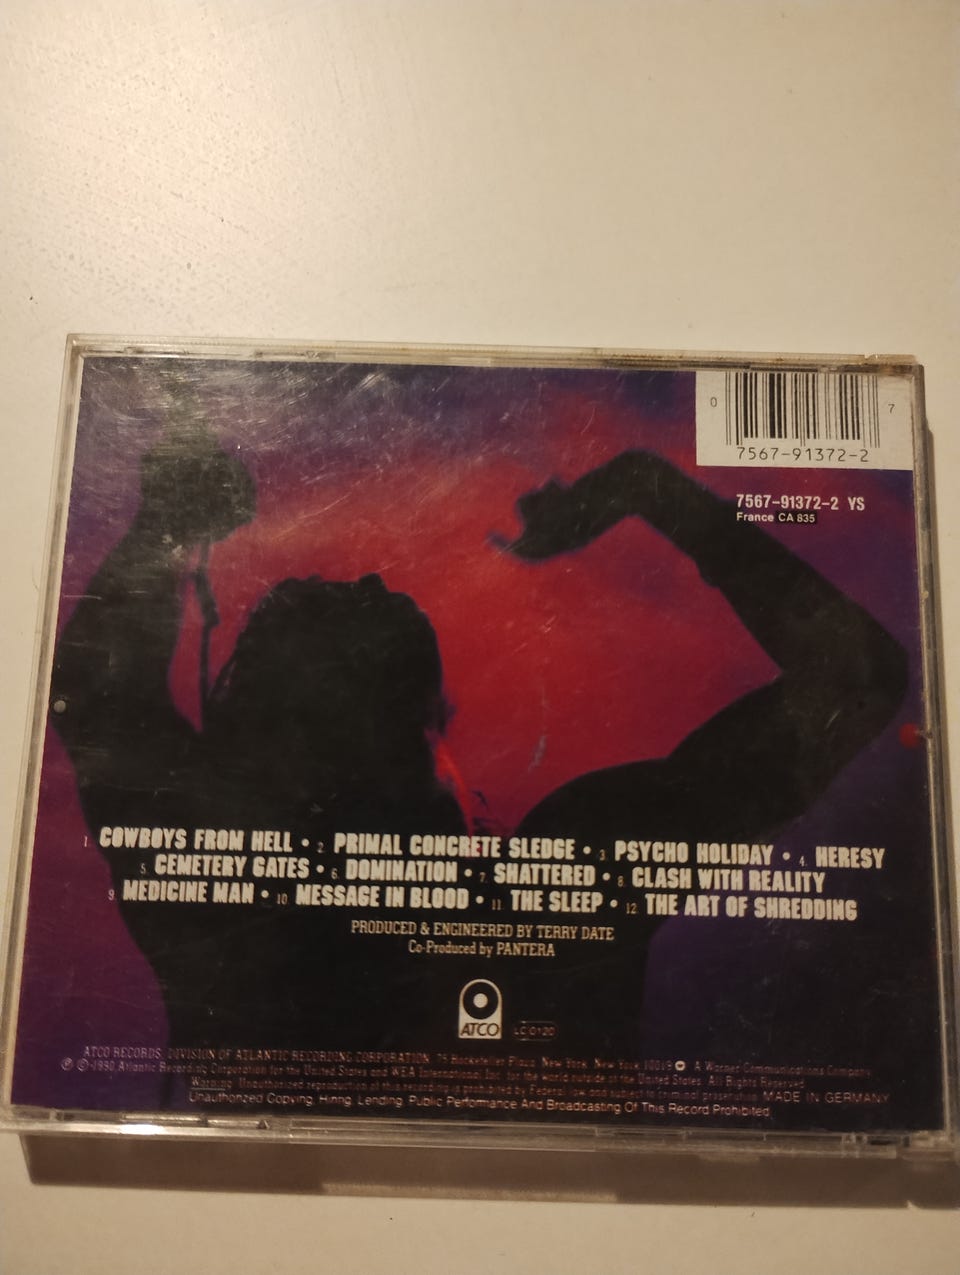 0 7
7567-91372-2
7567-91372-2 YS
France CA 835
1. COWBOYS FROM HELL • 2. PRIMAL CONCRETE SLEDGE • 3. PSYCHO HOLIDAY • 4. HERESY
5. CEMETERY GATES • 6. DOMINATION • 7. SHATTERED • 8. CLASH WITH REALITY
9. MEDICINE MAN • 10. MESSAGE IN BLOOD • 11. THE SLEEP • 12. THE ART OF SHREDDING
PRODUCED & ENGINEERED BY TERRY DATE
Co-Produced by PANTERA
ATCO
LC 0120
ATCO RECORDS, DIVISION OF ATLANTIC RECORDING CORPORATION, 75 Rockefeller Plaza, New York, New York 10019 A Warner Communications Company
℗ © 1990 Atlantic Recording Corporation for the United States and WEA International Inc. for the world outside of the United States. All Rights Reserved.
Warning: Unauthorized reproduction of this recording is prohibited by Federal law and subject to criminal prosecution. MADE IN GERMANY
Unauthorized Copying, Hiring, Lending, Public Performance And Broadcasting Of This Record Prohibited.